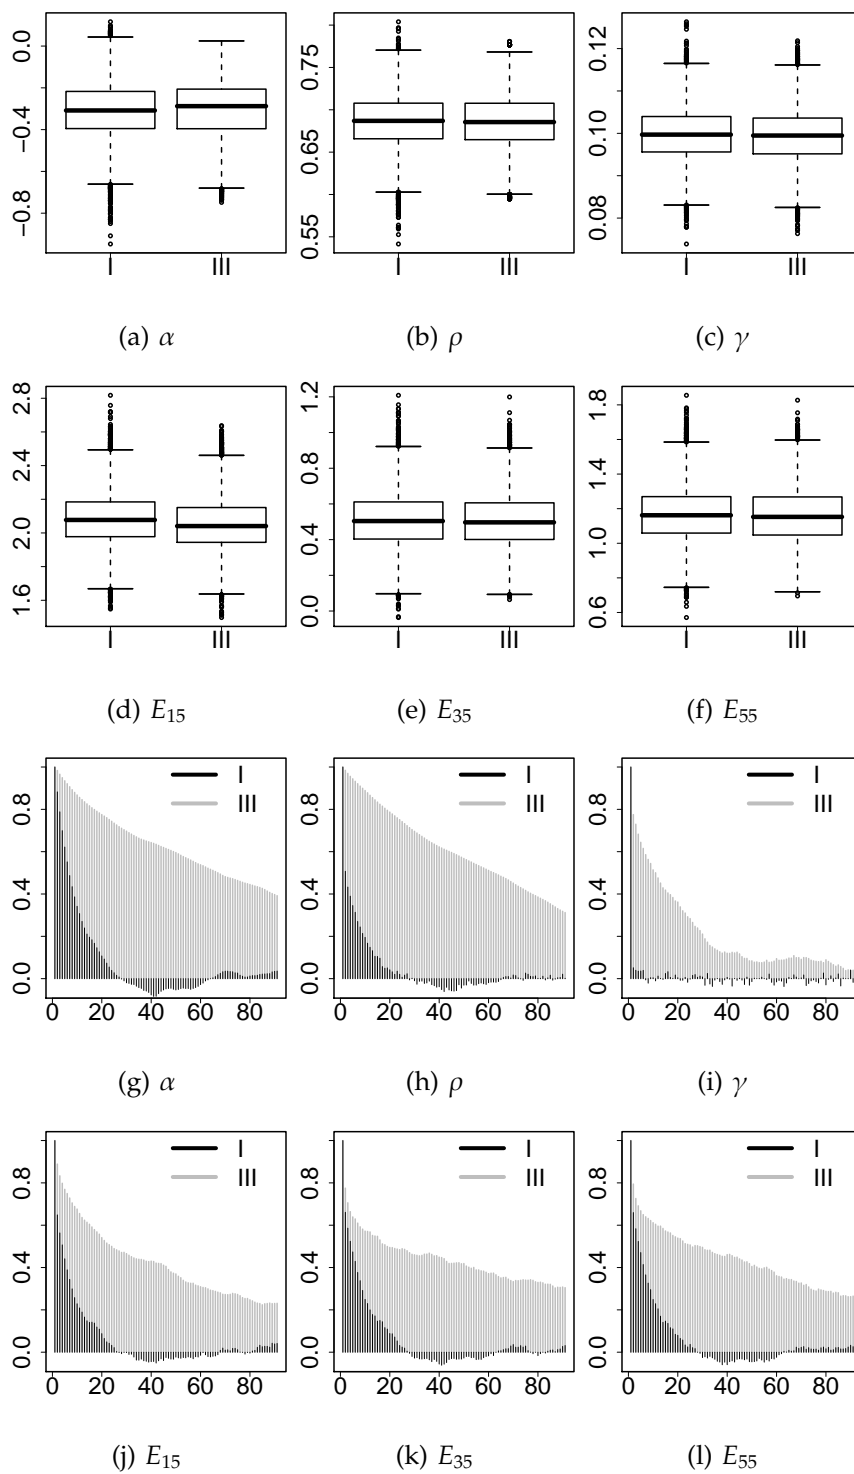 0.0
−0.4
−0.8
I III
(a) α
0.75
0.65
0.55
I III
(b) ρ
0.12
0.10
0.08
I III
(c) γ
2.8
2.4
2.0
1.6
I III
(d) E15
1.2
0.8
0.4
0.0
I III
(e) E35
1.8
1.4
1.0
0.6
I III
(f) E55
0.8
0.4
0.0
I
III
0 20 40 60 80
(g) α
0.8
0.4
0.0
I
III
0 20 40 60 80
(h) ρ
0.8
0.4
0.0
I
III
0 20 40 60 80
(i) γ
0.8
0.4
0.0
I
III
0 20 40 60 80
(j) E15
0.8
0.4
0.0
I
III
0 20 40 60 80
(k) E35
0.8
0.4
0.0
I
III
0 20 40 60 80
(l) E55